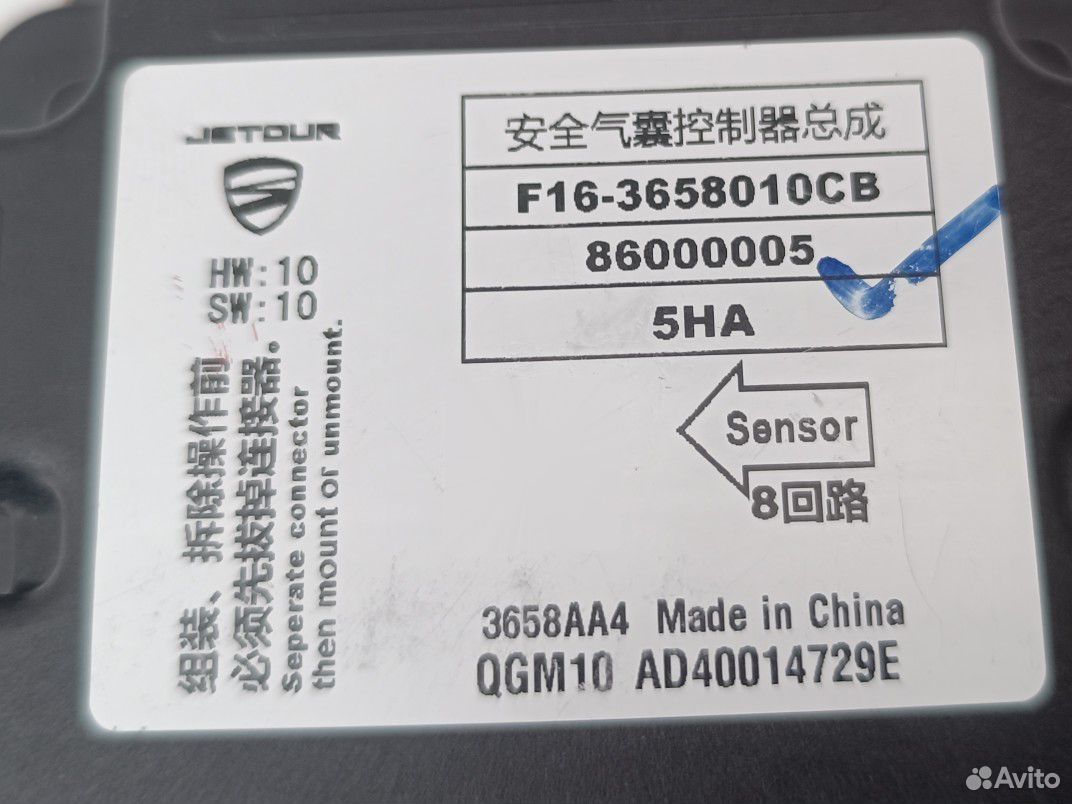 JETOUR
HW:10
SW:10
组装、拆除操作前
必须先拔掉连接器。
Seperate connector
then mount or unmount.
安全气囊控制器总成
F16-3658010CB
86000005
5HA
Sensor
8回路
3658AA4 Made in China
QGM10 AD40014729E
Avito